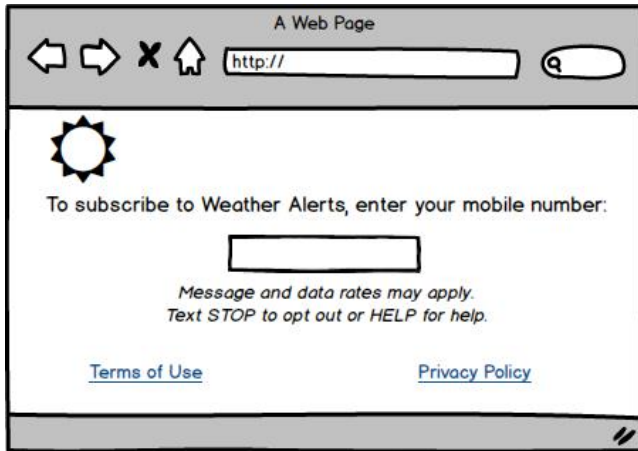 A Web Page
http://
To subscribe to Weather Alerts, enter your mobile number:
Message and data rates may apply.
Text STOP to opt out or HELP for help.
Terms of Use
Privacy Policy